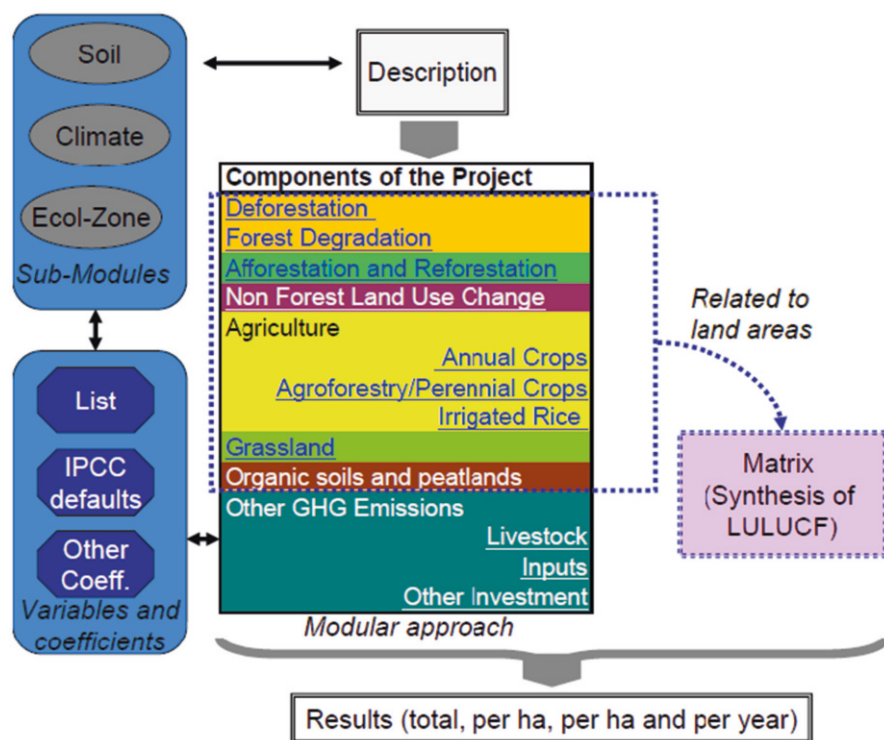 Soil
Climate
Ecol-Zone
Sub-Modules
List
IPCC
defaults
Other
Coeff.
Variables and
coefficients
Description
Components of the Project
Deforestation
Forest Degradation
Afforestation and Reforestation
Non Forest Land Use Change
Agriculture
Annual Crops
Agroforestry/Perennial Crops
Irrigated Rice
Grassland
Organic soils and peatlands
Other GHG Emissions
Livestock
Inputs
Other Investment
Modular approach
Related to
land areas
Matrix
(Synthesis of
LULUCF)
Results (total, per ha, per ha and per year)